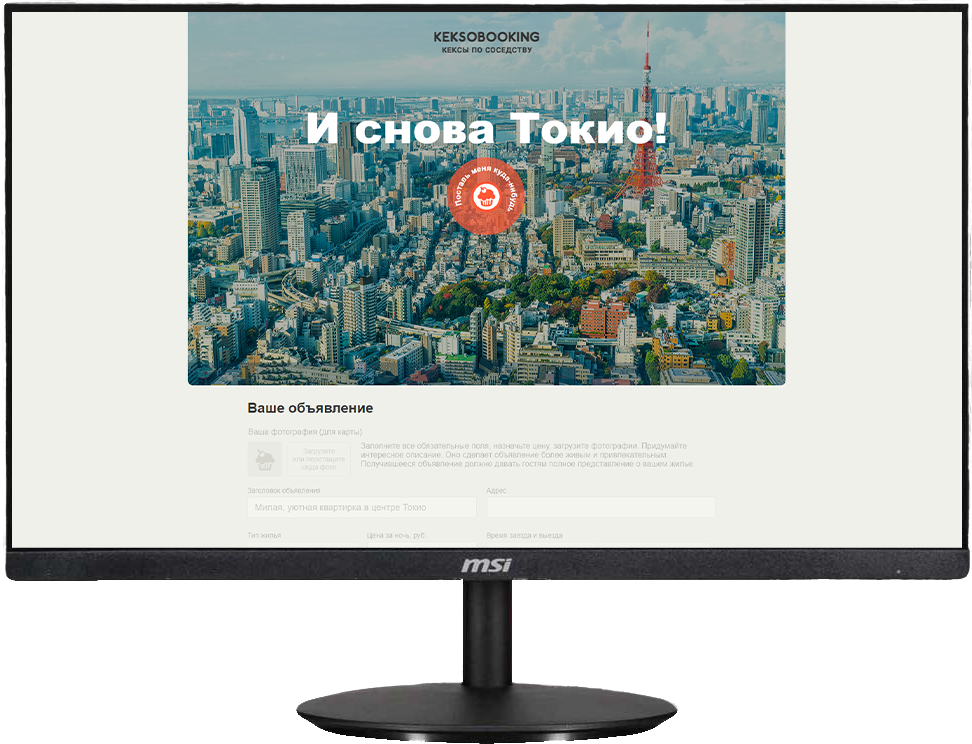 KEKSOBOOKING
КЕКСЫ ПО СОСЕДСТВУ
И снова Токио!
Поставь меня куда-нибудь
Ваше объявление
Ваша фотография (для карты)
Загрузите
или перетащите
сюда фото
Заполните все обязательные поля, назначьте цену, загрузите фотографии. Придумайте
интересное описание. Оно сделает объявление более живым и привлекательным.
Получившееся объявление должно давать гостям полное представление о вашем жилье.
Заголовок объявления
Адрес
Милая, уютная квартирка в центре Токио
Тип жилья
Цена за ночь, руб.
Время заезда и выезда
msi